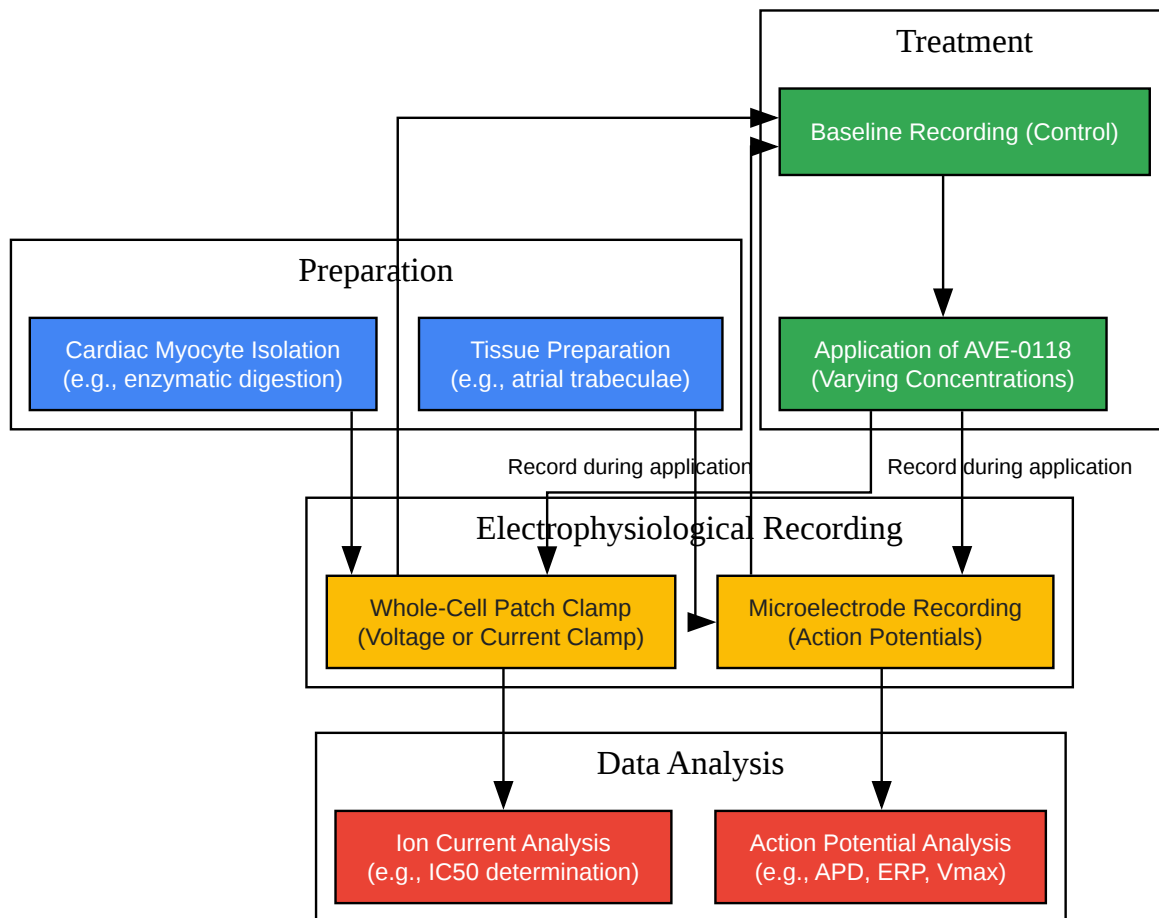 Treatment
Baseline Recording (Control)
Preparation
Cardiac Myocyte Isolation
(e.g., enzymatic digestion)
Tissue Preparation
(e.g., atrial trabeculae)
Application of AVE-0118
(Varying Concentrations)
Record during application
Record during application
Electrophysiological Recording
Whole-Cell Patch Clamp
(Voltage or Current Clamp)
Microelectrode Recording
(Action Potentials)
Data Analysis
Ion Current Analysis
(e.g., IC50 determination)
Action Potential Analysis
(e.g., APD, ERP, Vmax)